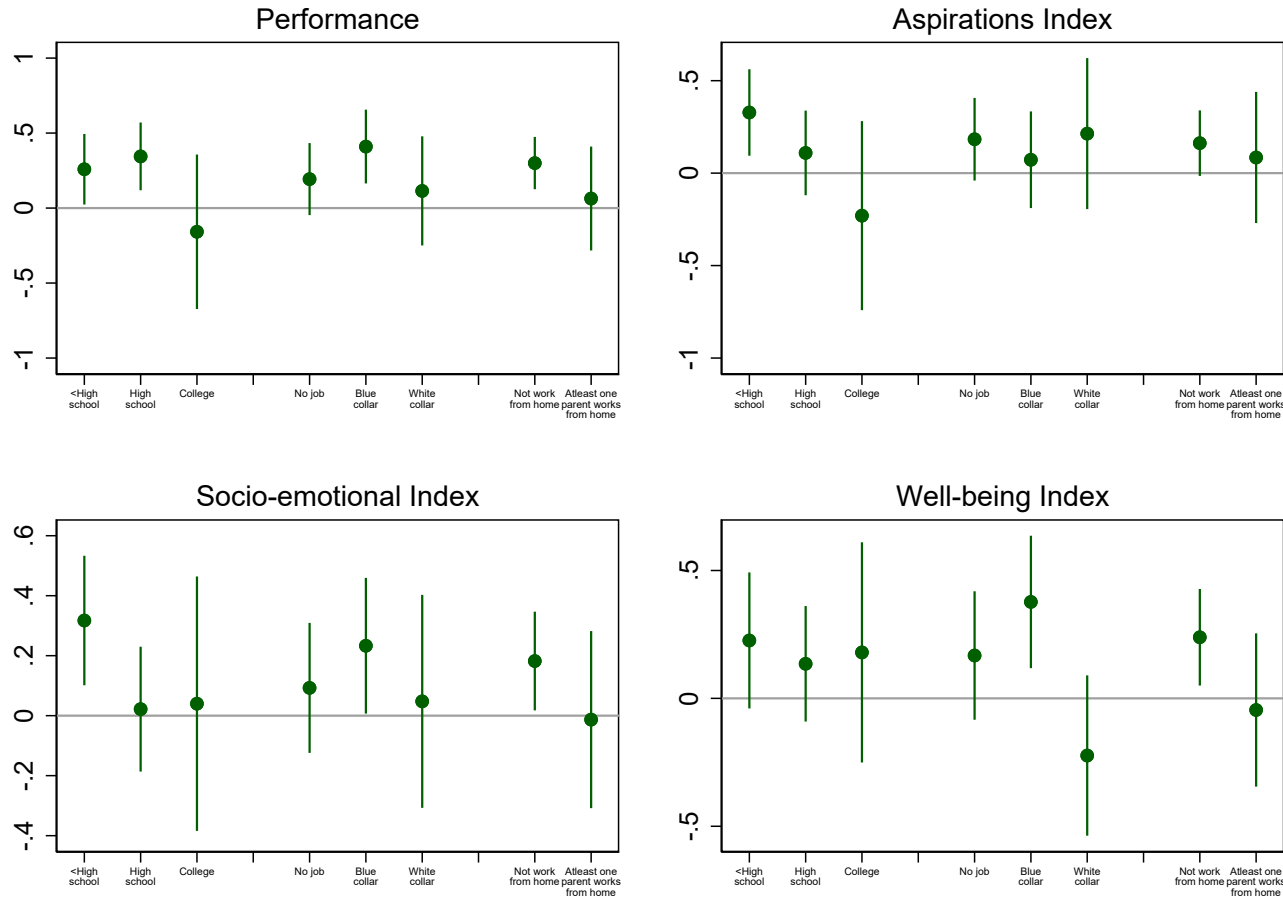 Performance
1
.5
0
-.5
-1
<High
school
High
school
College
No job
Blue
collar
White
collar
Not work
from home
Atleast one
parent works
from home
Aspirations Index
.5
0
-.5
-1
<High
school
High
school
College
No job
Blue
collar
White
collar
Not work
from home
Atleast one
parent works
from home
Socio-emotional Index
.6
.4
.2
0
-.2
-.4
<High
school
High
school
College
No job
Blue
collar
White
collar
Not work
from home
Atleast one
parent works
from home
Well-being Index
.5
0
-.5
<High
school
High
school
College
No job
Blue
collar
White
collar
Not work
from home
Atleast one
parent works
from home